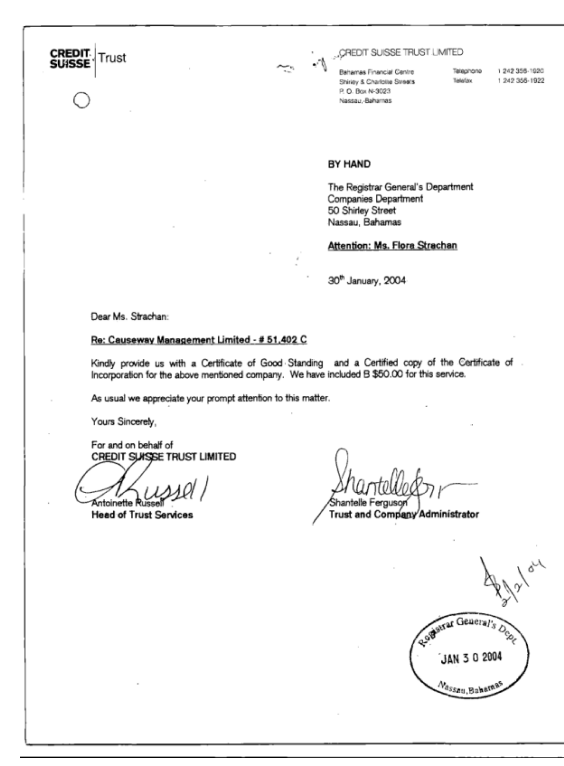 CREDIT SUISSE Trust
CREDIT SUISSE TRUST LIMITED
Bahamas Financial Centre
Shirley & Charlotte Streets
P. O. Box N-3023
Nassau, Bahamas
Telephone 1 242 356-1920
Telefax 1 242 356-1922
BY HAND
The Registrar General's Department
Companies Department
50 Shirley Street
Nassau, Bahamas
Attention: Ms. Flora Strachan
30th January, 2004
Dear Ms. Strachan:
Re: Causeway Management Limited - # 51,402 C
Kindly provide us with a Certificate of Good Standing and a Certified copy of the Certificate of
Incorporation for the above mentioned company. We have included B $50.00 for this service.
As usual we appreciate your prompt attention to this matter.
Yours Sincerely,
For and on behalf of
CREDIT SUISSE TRUST LIMITED
Antoinette Russell
Head of Trust Services
Shantelle Ferguson
Trust and Company Administrator
2/2/04
Registrar General's Dept.
JAN 30 2004
Nassau, Bahamas